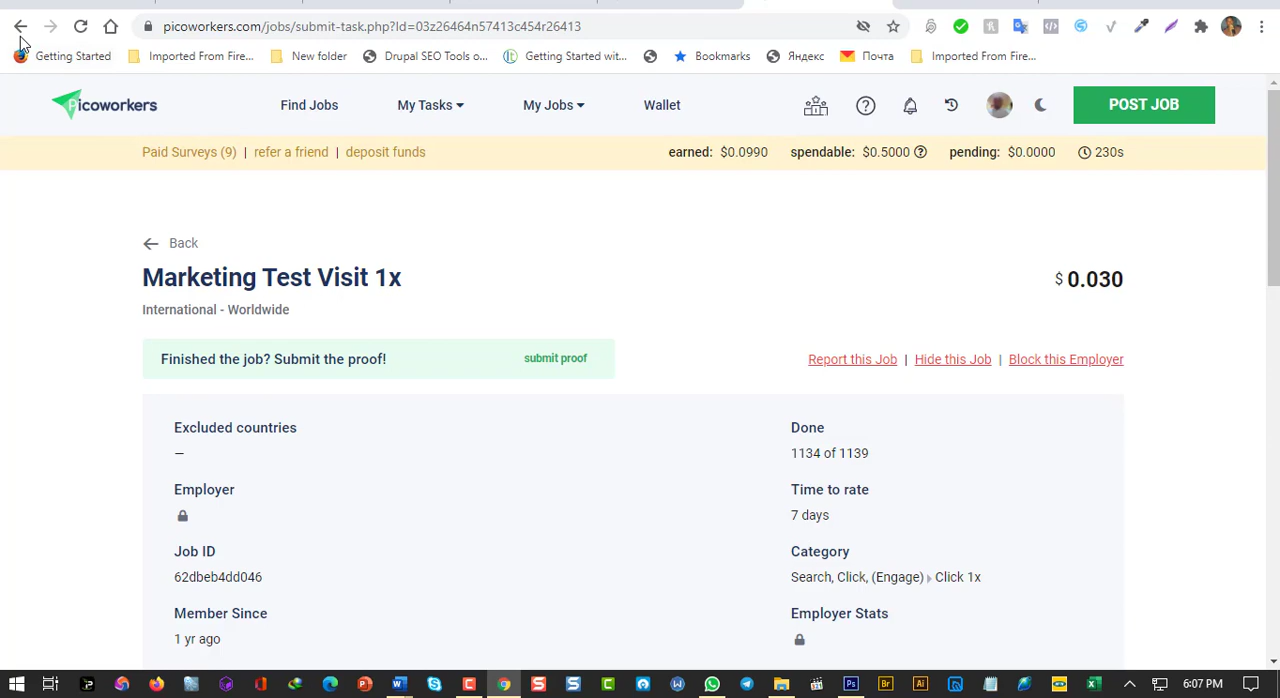 picoworkers.com/jobs/submit-task.php?Id=03z26464n57413c454r26413
Getting Started
Imported From Fire...
New folder
Drupal SEO Tools o...
Getting Started wit...
Bookmarks
Яндекс
Почта
Imported From Fire...
Picoworkers
Find Jobs
My Tasks
My Jobs
Wallet
POST JOB
Paid Surveys (9) | refer a friend | deposit funds
earned: $0.0990 spendable: $0.5000 pending: $0.0000 230s
Back
Marketing Test Visit 1x
$ 0.030
International - Worldwide
Finished the job? Submit the proof! submit proof
Report this Job | Hide this Job | Block this Employer
Excluded countries
—
Done
1134 of 1139
Employer
Time to rate
7 days
Job ID
62dbeb4dd046
Category
Search, Click, (Engage) Click 1x
Member Since
1 yr ago
Employer Stats
6:07 PM